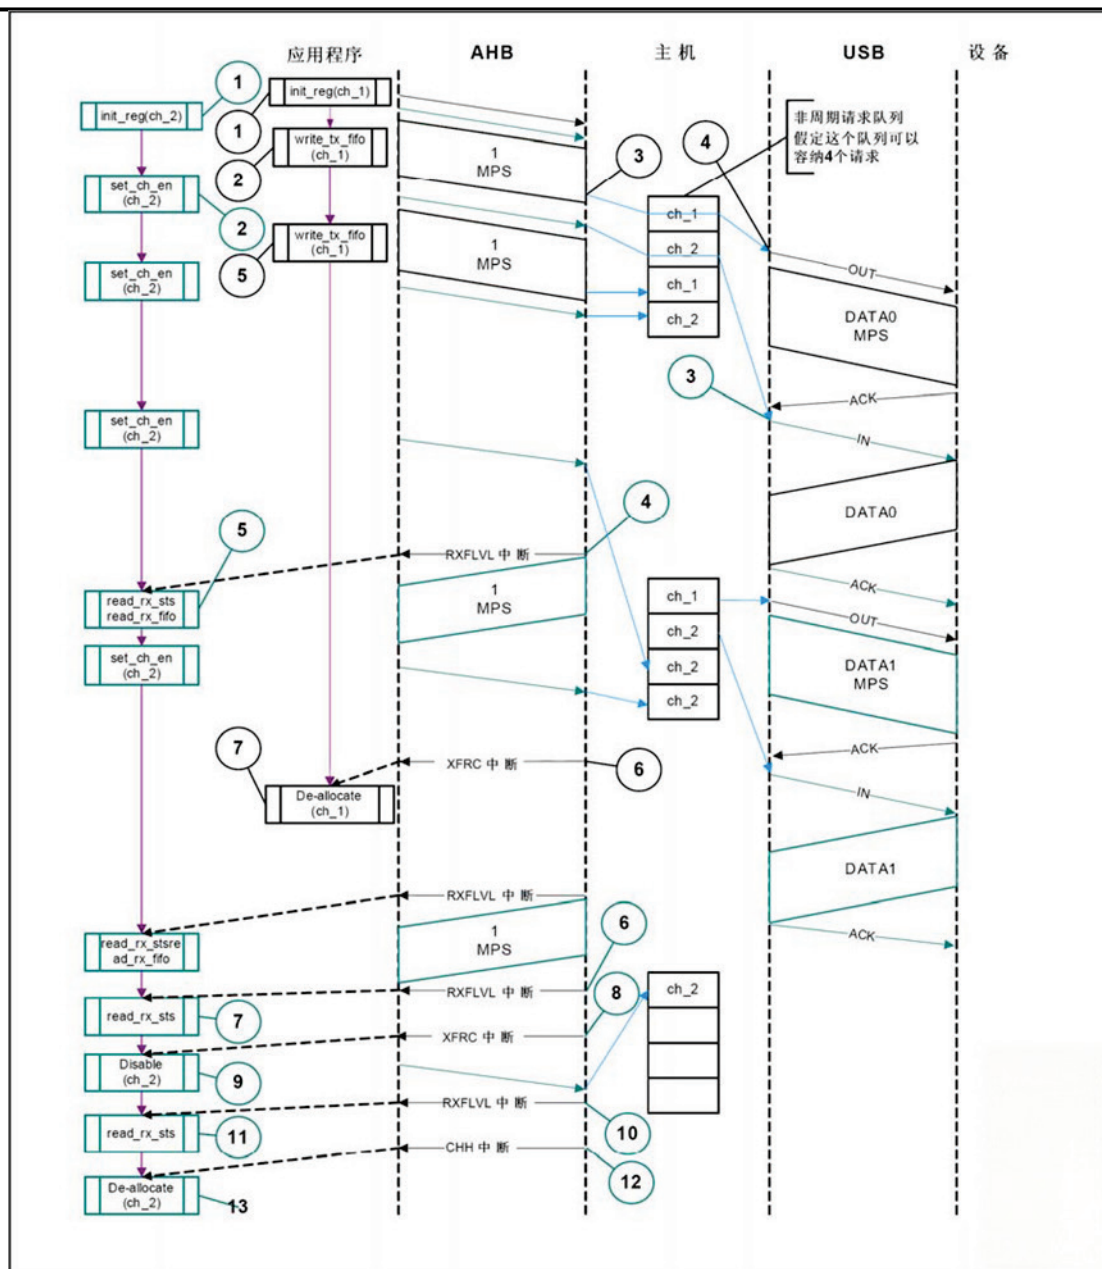 应用程序
AHB
主机
USB
设备
1
init_reg(ch_2)
1
init_reg(ch_1)
非周期请求队列
假定这个队列可以
容纳4个请求
2
write_tx_fifo
(ch_1)
1
MPS
3
4
set_ch_en
(ch_2)
2
ch_1
5
write_tx_fifo
(ch_1)
1
MPS
ch_2
OUT
set_ch_en
(ch_2)
ch_1
ch_2
DATA0
MPS
3
ACK
set_ch_en
(ch_2)
IN
4
DATA0
5
RXFLVL 中断
ACK
read_rx_sts
read_rx_fifo
1
MPS
ch_1
OUT
ch_2
set_ch_en
(ch_2)
ch_2
DATA1
MPS
ch_2
7
XFRC 中断
6
ACK
De-allocate
(ch_1)
IN
DATA1
RXFLVL 中断
6
read_rx_stsre
ad_rx_fifo
1
MPS
ACK
RXFLVL 中断
8
ch_2
read_rx_sts
7
XFRC 中断
Disable
(ch_2)
9
RXFLVL 中断
10
read_rx_sts
11
CHH 中断
12
De-allocate
(ch_2)
13